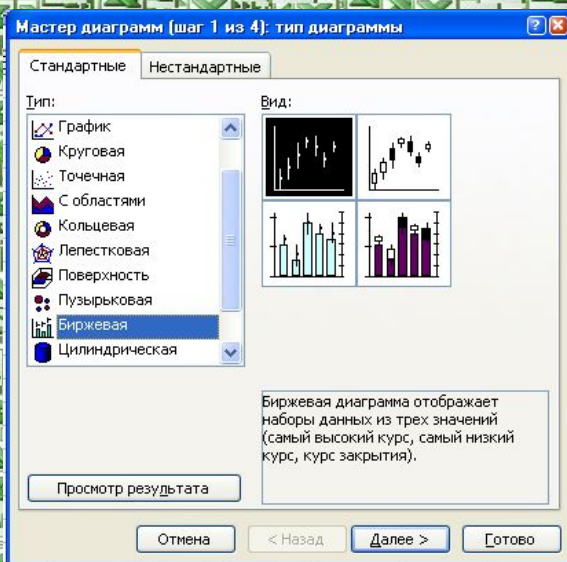 Мастер диаграмм (шаг 1 из 4): тип диаграммы
Стандартные
Нестандартные
Тип:
График
Круговая
Точечная
С областями
Кольцевая
Лепестковая
Поверхность
Пузырьковая
Биржевая
Цилиндрическая
Вид:
Биржевая диаграмма отображает
наборы данных из трех значений
(самый высокий курс, самый низкий
курс, курс закрытия).
Просмотр результата
Отмена
< Назад
Далее >
Готово